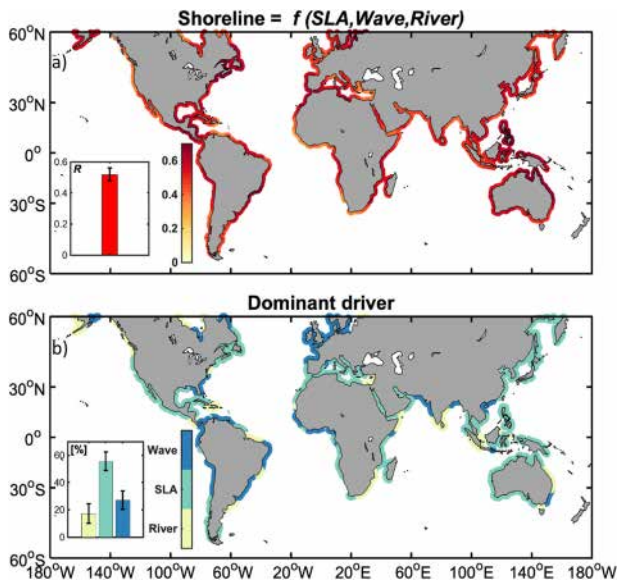 Shoreline = f (SLA,Wave,River)
a)
60°N
30°N
0°
30°S
60°S
R
0.6
0.4
0.2
0
0.6
0.4
0.2
0
Dominant driver
b)
60°N
30°N
0°
30°S
60°S
[%]
60
40
20
0
Wave
SLA
River
180°W 140°W 100°W 60°W 20°W 20°E 60°E 100°E 150°E 180°W